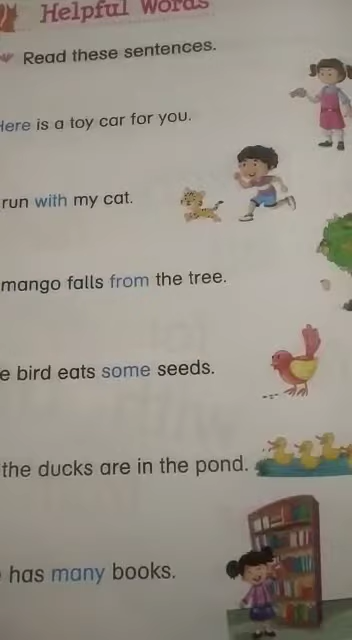 Helpful Words
Read these sentences.
Here is a toy car for you.
run with my cat.
mango falls from the tree.
e bird eats some seeds.
the ducks are in the pond.
has many books.